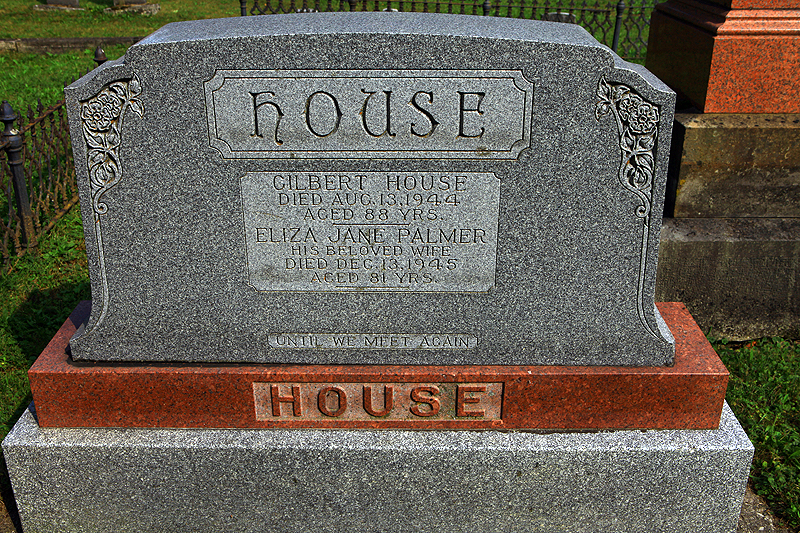 HOUSE
GILBERT HOUSE
DIED AUG. 13, 1944
AGED 88 YRS.
ELIZA JANE PALMER
HIS BELOVED WIFE
DIED DEC. 13, 1945
AGED 81 YRS.
UNTIL WE MEET AGAIN
HOUSE